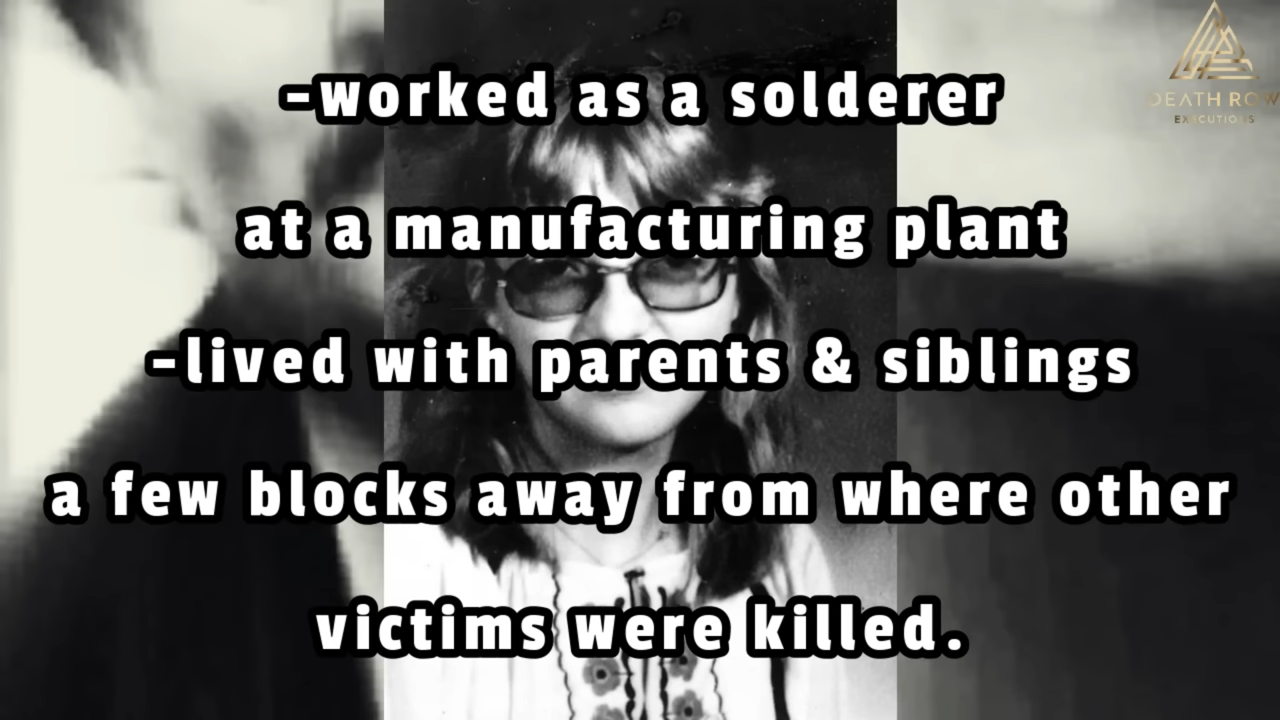 DEATH ROW
EXECUTIONS
-worked as a solderer
at a manufacturing plant
-lived with parents & siblings
a few blocks away from where other
victims were killed.